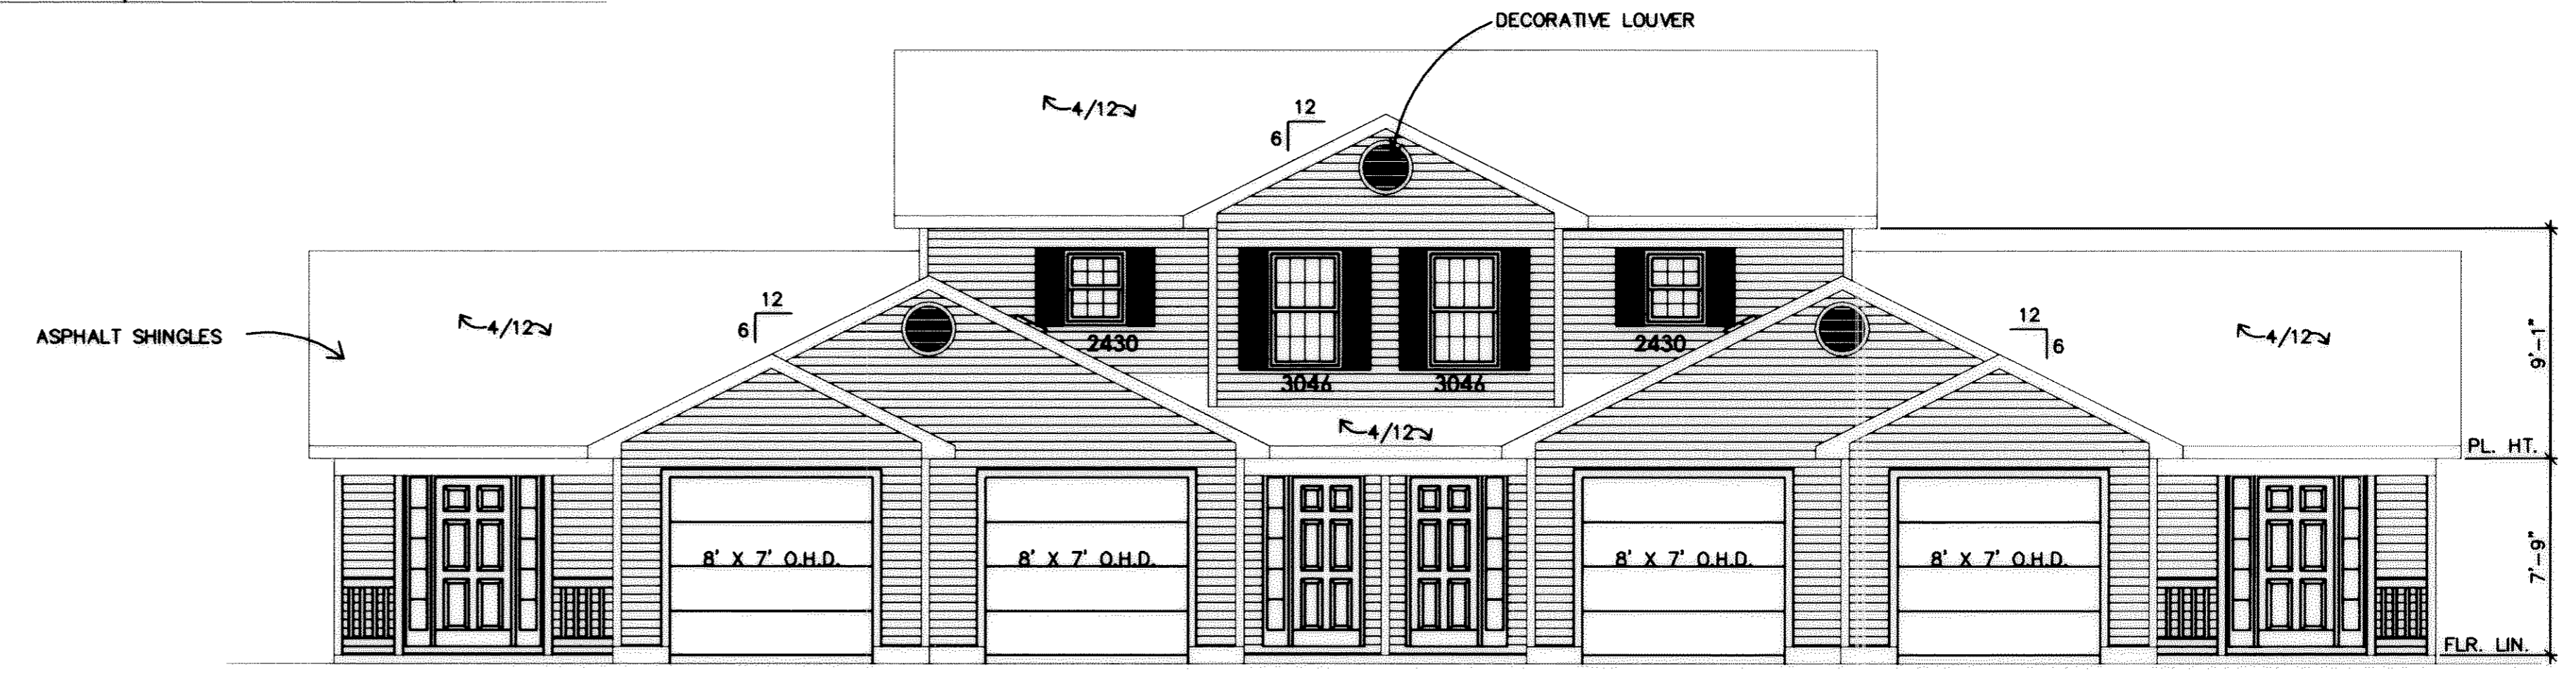 DECORATIVE LOUVER
4/12
12
6
ASPHALT SHINGLES
4/12
12
6
2430
3046
3046
2430
12
6
4/12
9'-1"
4/12
PL. HT.
8' X 7' O.H.D.
8' X 7' O.H.D.
8' X 7' O.H.D.
8' X 7' O.H.D.
7'-9"
FLR. LIN.